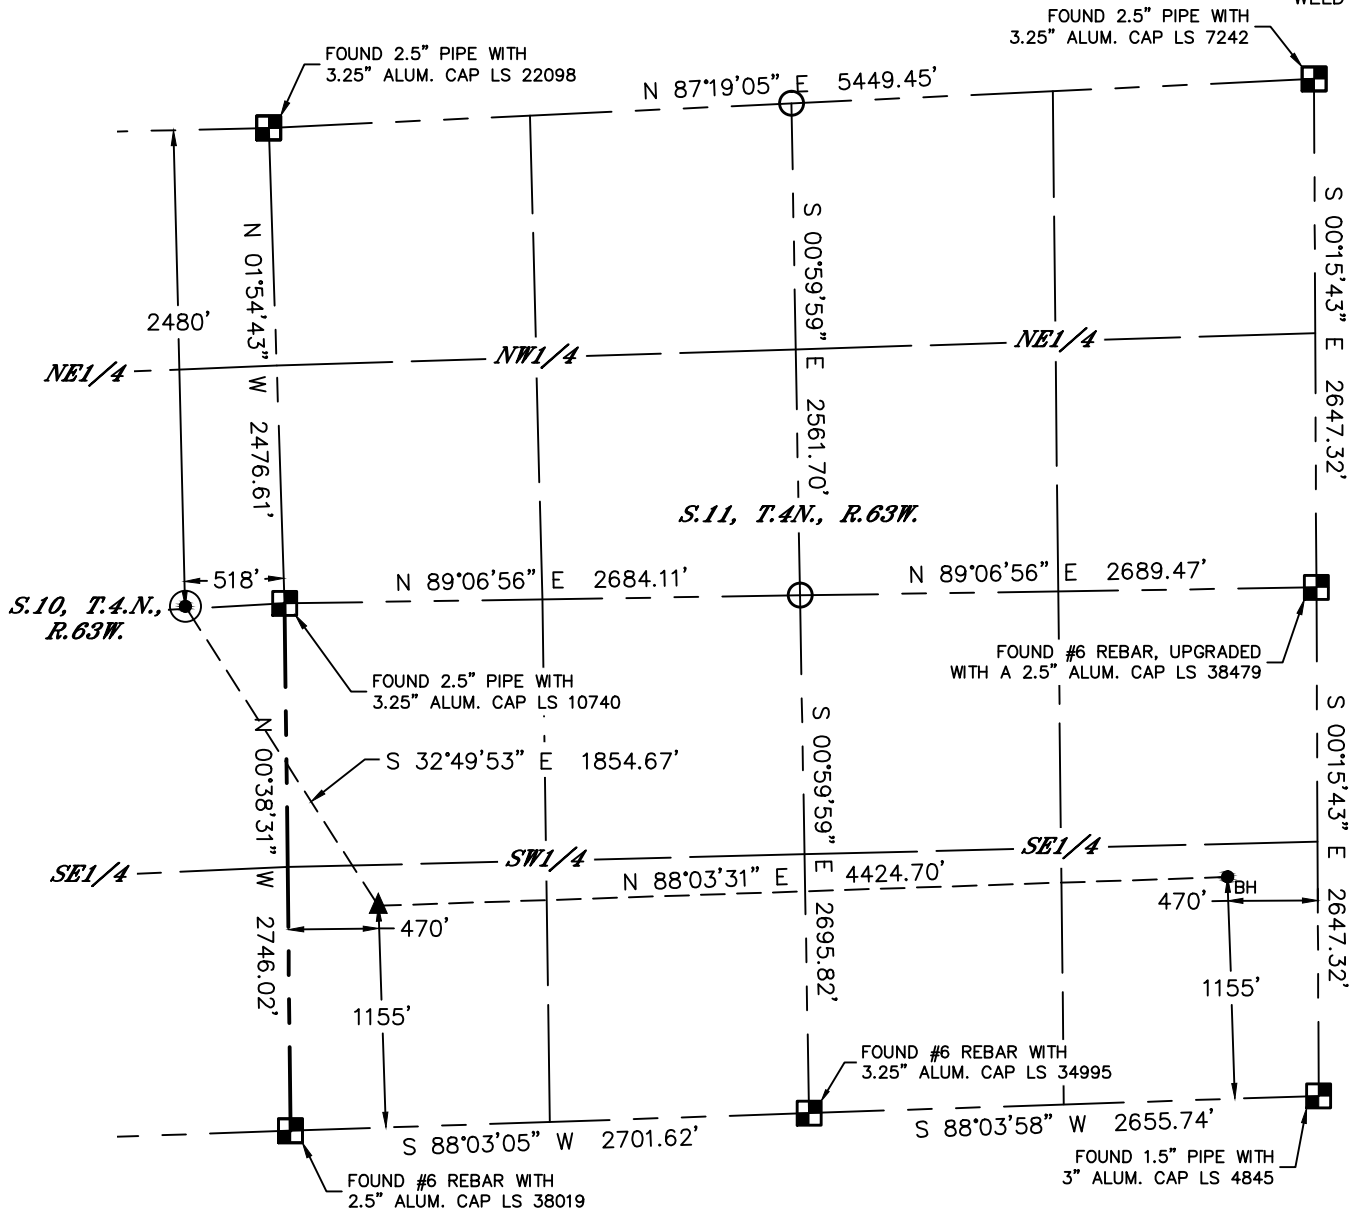 FOUND 2.5" PIPE WITH
3.25" ALUM. CAP LS 7242
FOUND 2.5" PIPE WITH
3.25" ALUM. CAP LS 22098
N 87°19'05" E 5449.45'
N 01°54'43" W 2476.61'
S 00°59'59" E 2561.70'
S 00°15'43" E 2647.32'
2480'
NE1/4
NW1/4
NE1/4
S.11, T.4N., R.63W.
518'
N 89°06'56" E 2684.11'
N 89°06'56" E 2689.47'
S.10, T.4.N.,
R.63W.
FOUND #6 REBAR, UPGRADED
WITH A 2.5" ALUM. CAP LS 38479
FOUND 2.5" PIPE WITH
3.25" ALUM. CAP LS 10740
N 00°38'31" W 2746.02'
S 32°49'53" E 1854.67'
S 00°59'59" E 2695.82'
S 00°15'43" E 2647.32'
SE1/4
SW1/4
SE1/4
N 88°03'31" E 4424.70'
BH
470'
470'
1155'
1155'
FOUND #6 REBAR WITH
3.25" ALUM. CAP LS 34995
S 88°03'05" W 2701.62'
S 88°03'58" W 2655.74'
FOUND 1.5" PIPE WITH
3" ALUM. CAP LS 4845
FOUND #6 REBAR WITH
2.5" ALUM. CAP LS 38019